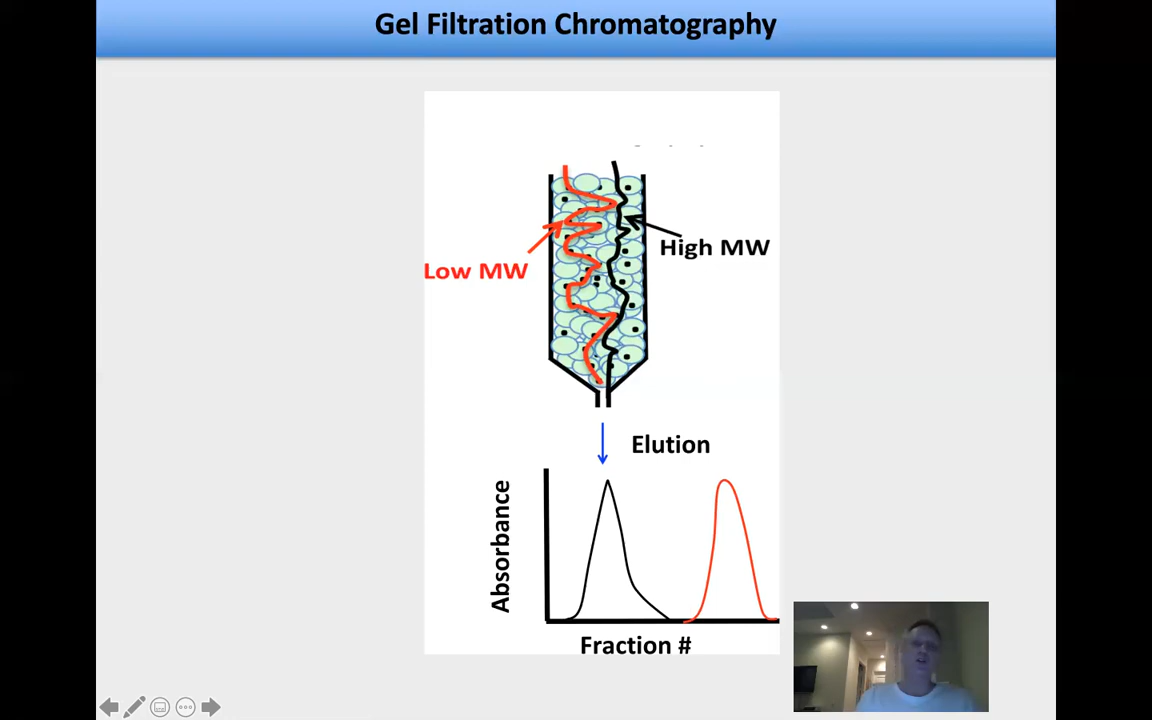 Gel Filtration Chromatography
High MW
Low MW
Elution
Absorbance
Fraction #